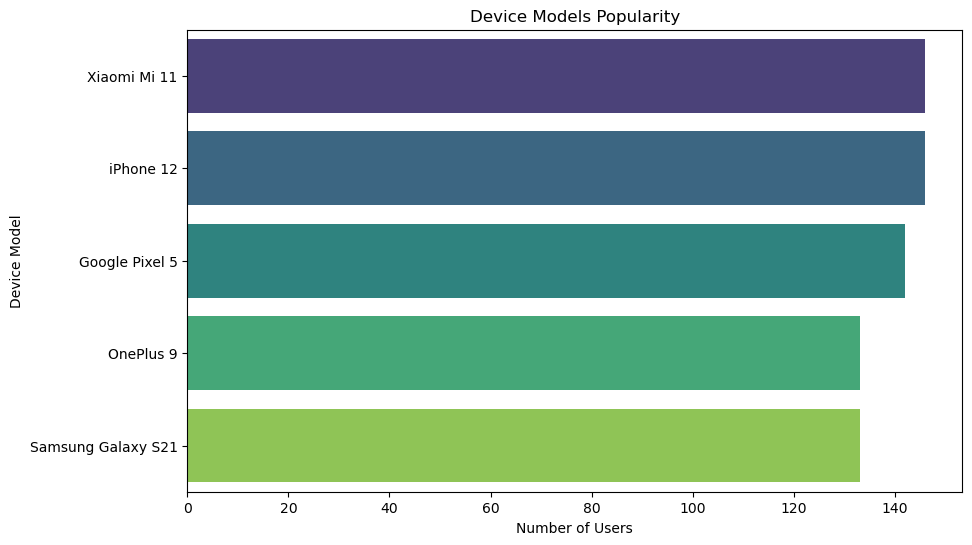 Device Models Popularity
Device Model
Xiaomi Mi 11
iPhone 12
Google Pixel 5
OnePlus 9
Samsung Galaxy S21
0 20 40 60 80 100 120 140
Number of Users